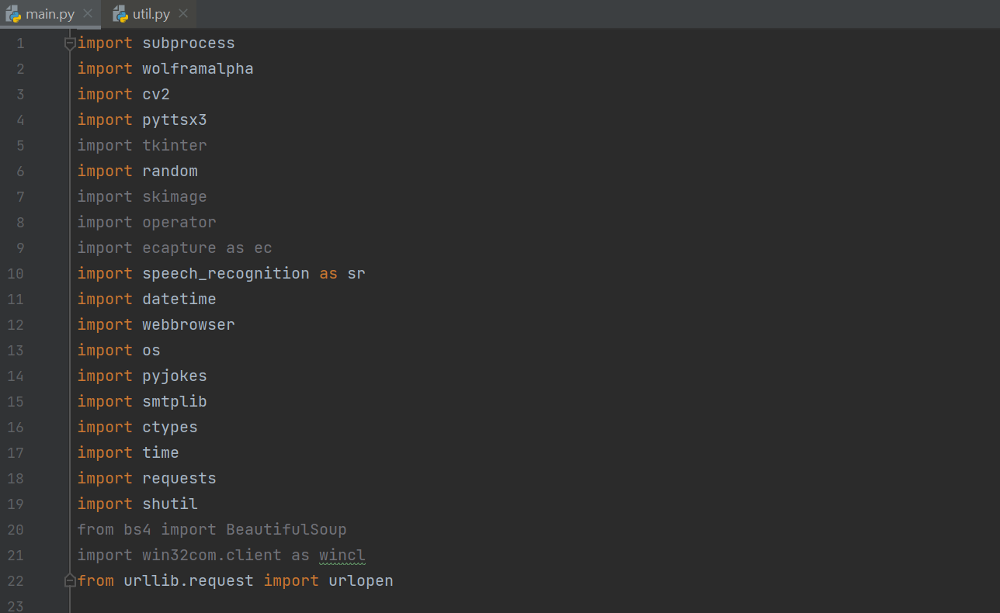 main.py util.py
1 import subprocess
2 import wolframalpha
3 import cv2
4 import pyttsx3
5 import tkinter
6 import random
7 import skimage
8 import operator
9 import ecapture as ec
10 import speech_recognition as sr
11 import datetime
12 import webbrowser
13 import os
14 import pyjokes
15 import smtplib
16 import ctypes
17 import time
18 import requests
19 import shutil
20 from bs4 import BeautifulSoup
21 import win32com.client as wincl
22 from urllib.request import urlopen
23